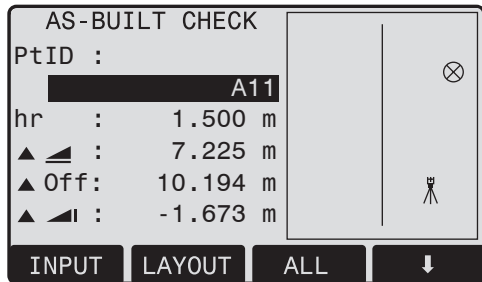 AS-BUILT CHECK
PtID :
A11
hr : 1.500 m
▲ ◢ : 7.225 m
▲ Off: 10.194 m
▲ ◢ı : -1.673 m
INPUT LAYOUT ALL ⬇